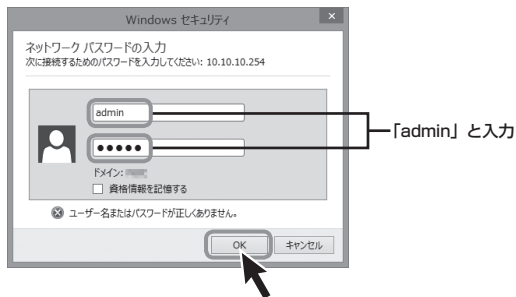 Windows セキュリティ
ネットワーク パスワードの入力
次に接続するためのパスワードを入力してください: 10.10.10.254
admin
●●●●●
「admin」と入力
ドメイン:
資格情報を記憶する
ユーザー名またはパスワードが正しくありません。
OK
キャンセル